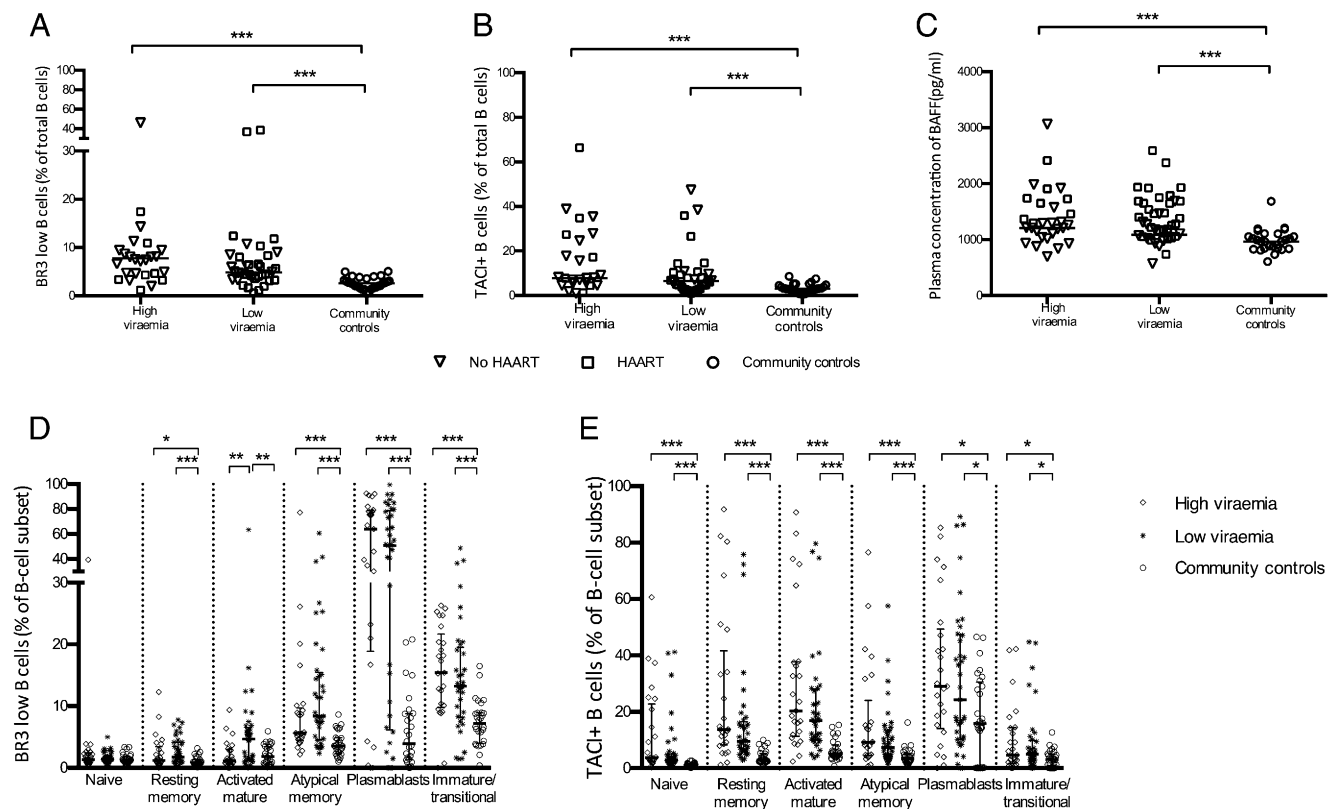 A
***
***
BR3 low B cells (% of total B cells)
100
80
60
40
30
20
10
0
High viraemia
Low viraemia
Community controls
B
***
***
TACI+ B cells (% of total B cells)
100
80
60
40
20
0
High viraemia
Low viraemia
Community controls
C
***
***
Plasma concentration of BAFF(pg/ml)
4000
3000
2000
1000
0
High viraemia
Low viraemia
Community controls
No HAART
HAART
Community controls
D
* *** ** ** *** *** *** *** *** ***
BR3 low B cells (% of B-cell subset)
100
80
60
40
30
20
10
0
Naive
Resting memory
Activated mature
Atypical memory
Plasmablasts
Immature/ transitional
E
*** *** *** *** *** *** *** *** * * * *
TACI+ B cells (% of B-cell subset)
100
80
60
40
20
0
Naive
Resting memory
Activated mature
Atypical memory
Plasmablasts
Immature/ transitional
High viraemia
Low viraemia
Community controls